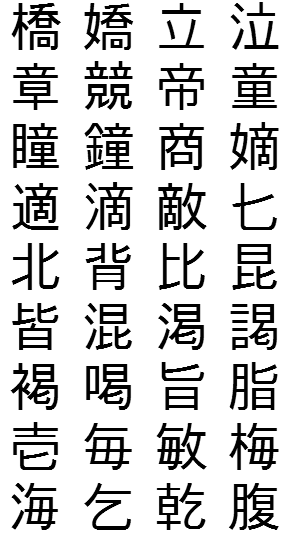 橋 嬌 立 泣
章 競 帝 童
瞳 鐘 商 嫡
適 滴 敵 七
北 背 比 昆
皆 混 渇 謁
褐 喝 旨 脂
壱 毎 敏 梅
海 乞 乾 腹